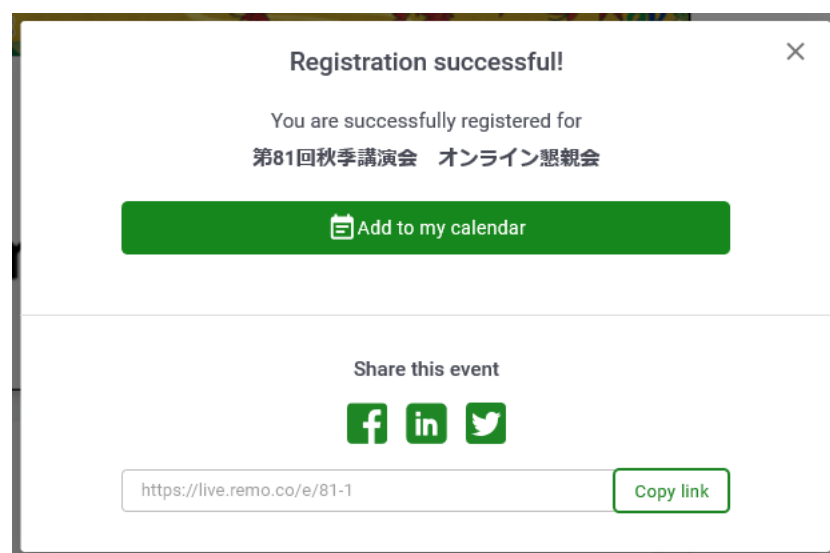 Registration successful!
You are successfully registered for
第81回秋季講演会　オンライン懇親会
Add to my calendar
Share this event
https://live.remo.co/e/81-1
Copy link